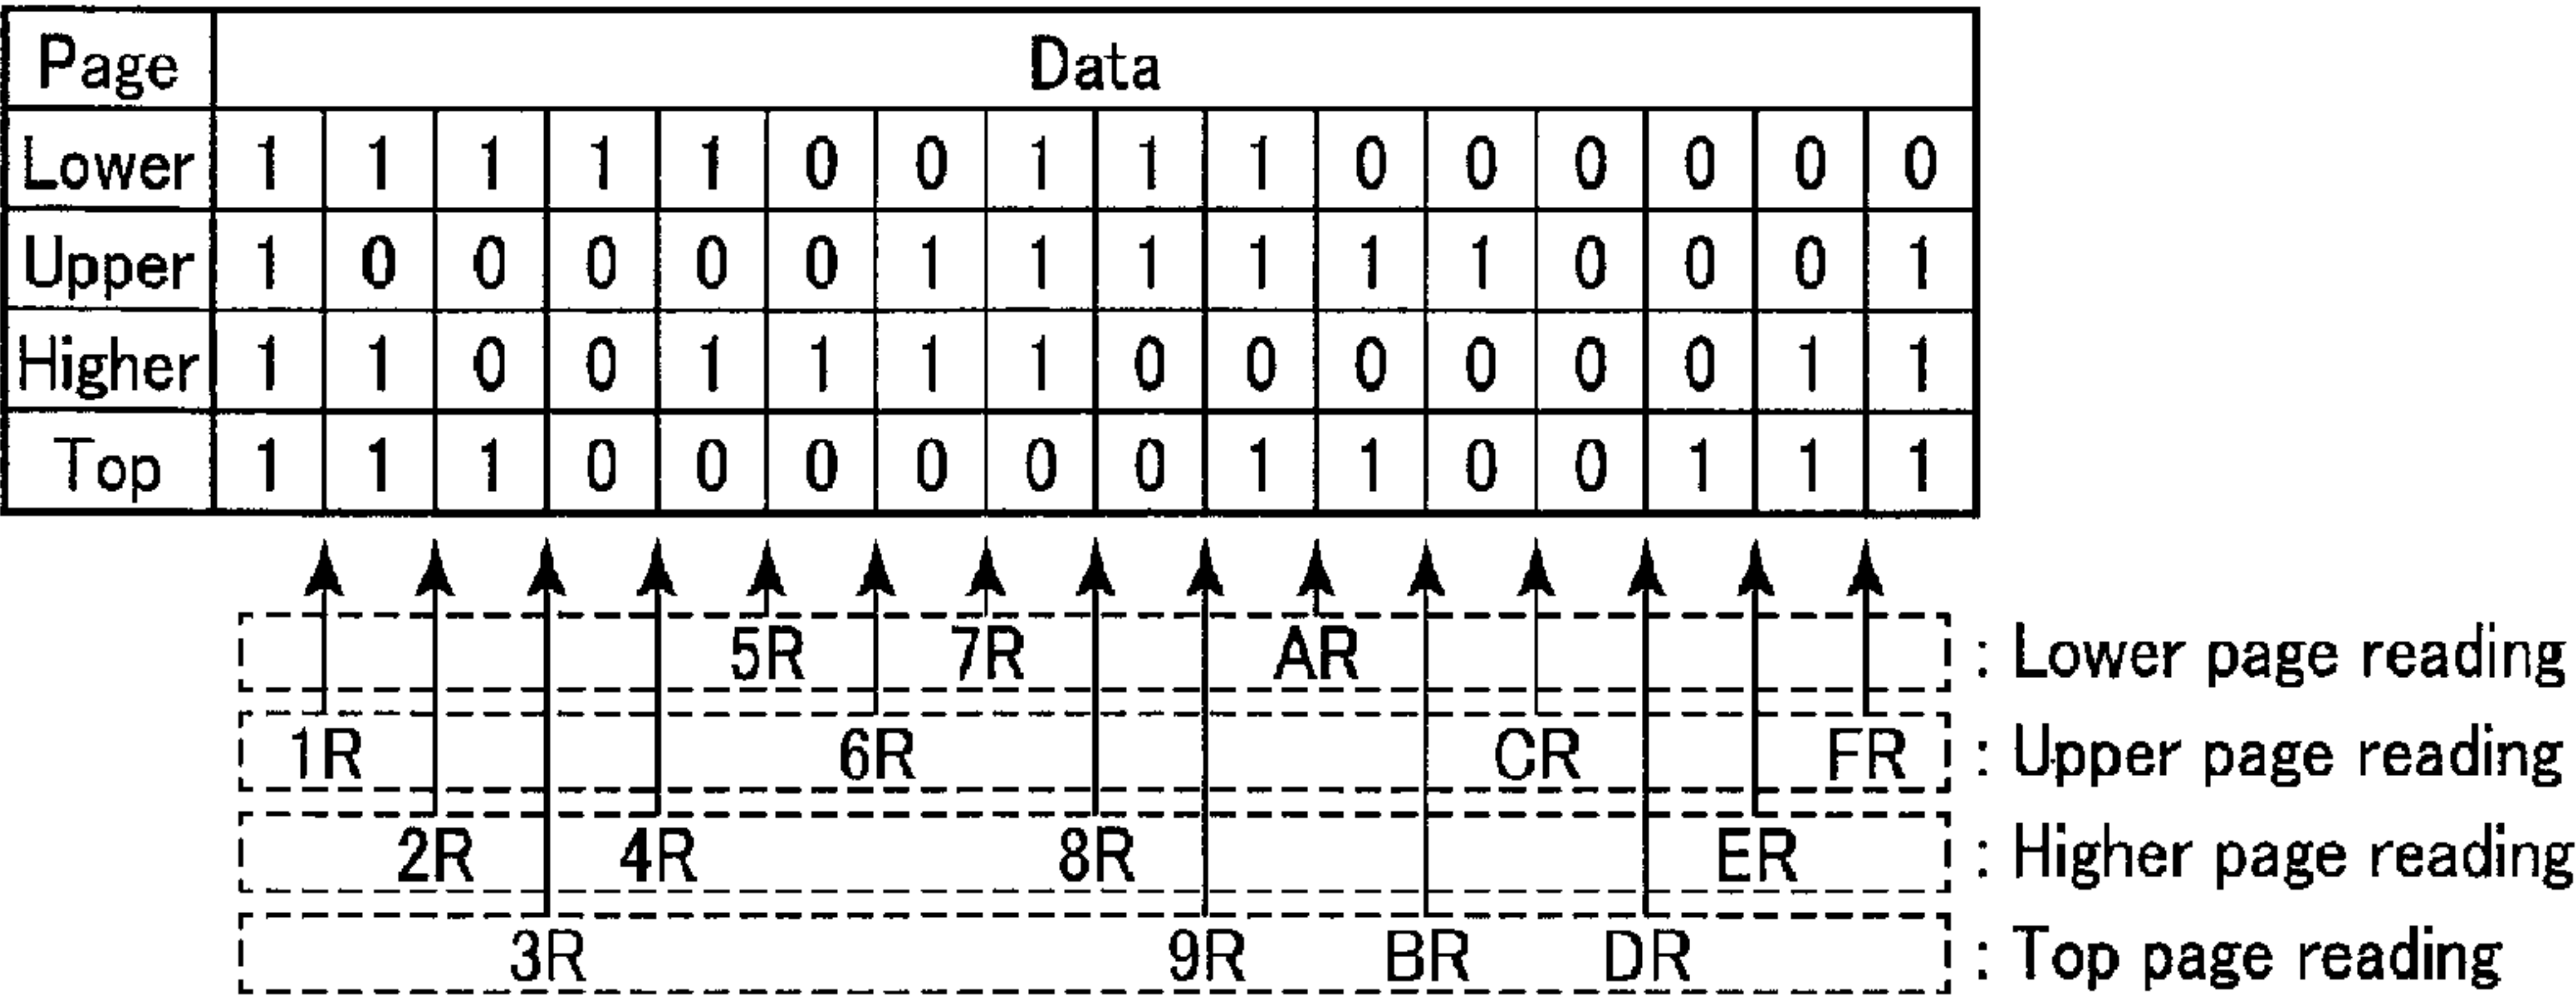 Page Data
Lower 1 1 1 1 1 0 0 1 1 1 0 0 0 0 0 0
Upper 1 0 0 0 0 0 1 1 1 1 1 1 0 0 0 1
Higher 1 1 0 0 1 1 1 1 0 0 0 0 0 0 1 1
Top 1 1 1 0 0 0 0 0 0 1 1 0 0 1 1 1
5R 7R AR : Lower page reading
1R 6R CR FR : Upper page reading
2R 4R 8R ER : Higher page reading
3R 9R BR DR : Top page reading